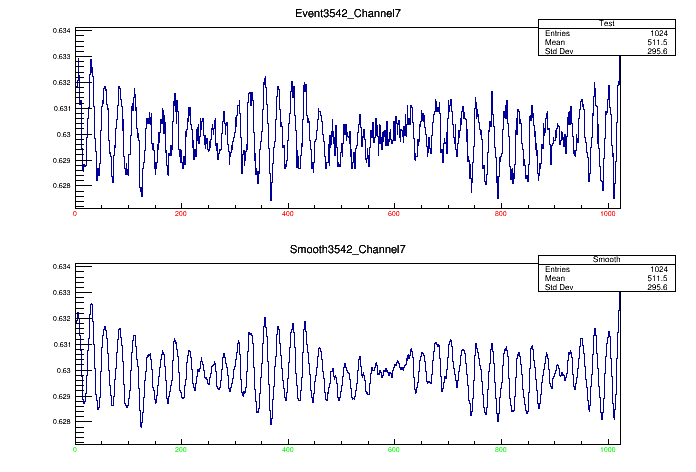 Event3542_Channel7
Test
Entries 1024
Mean 511.5
Std Dev 295.6
0.634
0.633
0.632
0.631
0.63
0.629
0.628
0 200 400 600 800 1000
Smooth3542_Channel7
Smooth
Entries 1024
Mean 511.5
Std Dev 295.6
0.634
0.633
0.632
0.631
0.63
0.629
0.628
0 200 400 600 800 1000